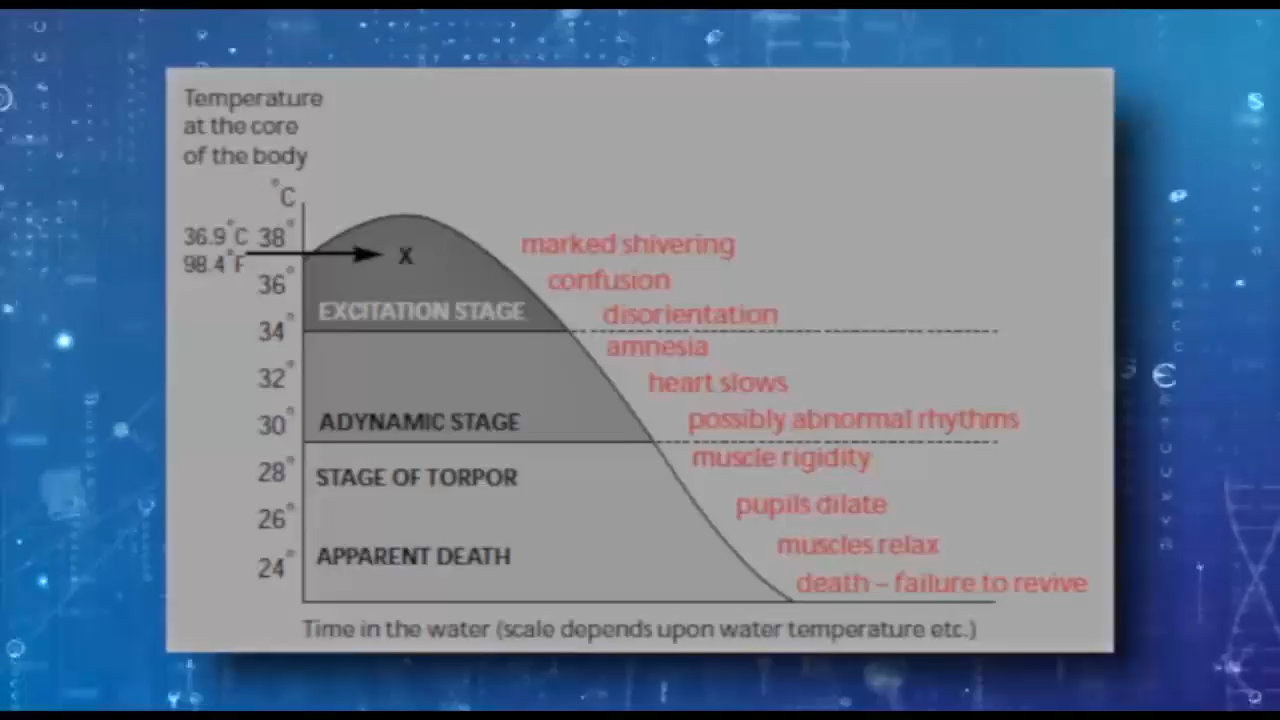 Temperature
at the core
of the body
°C
36.9°C
98.4°F
38°
36°
34°
32°
30°
28°
26°
24°
X
EXCITATION STAGE
ADYNAMIC STAGE
STAGE OF TORPOR
APPARENT DEATH
marked shivering
confusion
disorientation
amnesia
heart slows
possibly abnormal rhythms
muscle rigidity
pupils dilate
muscles relax
death – failure to revive
Time in the water (scale depends upon water temperature etc.)